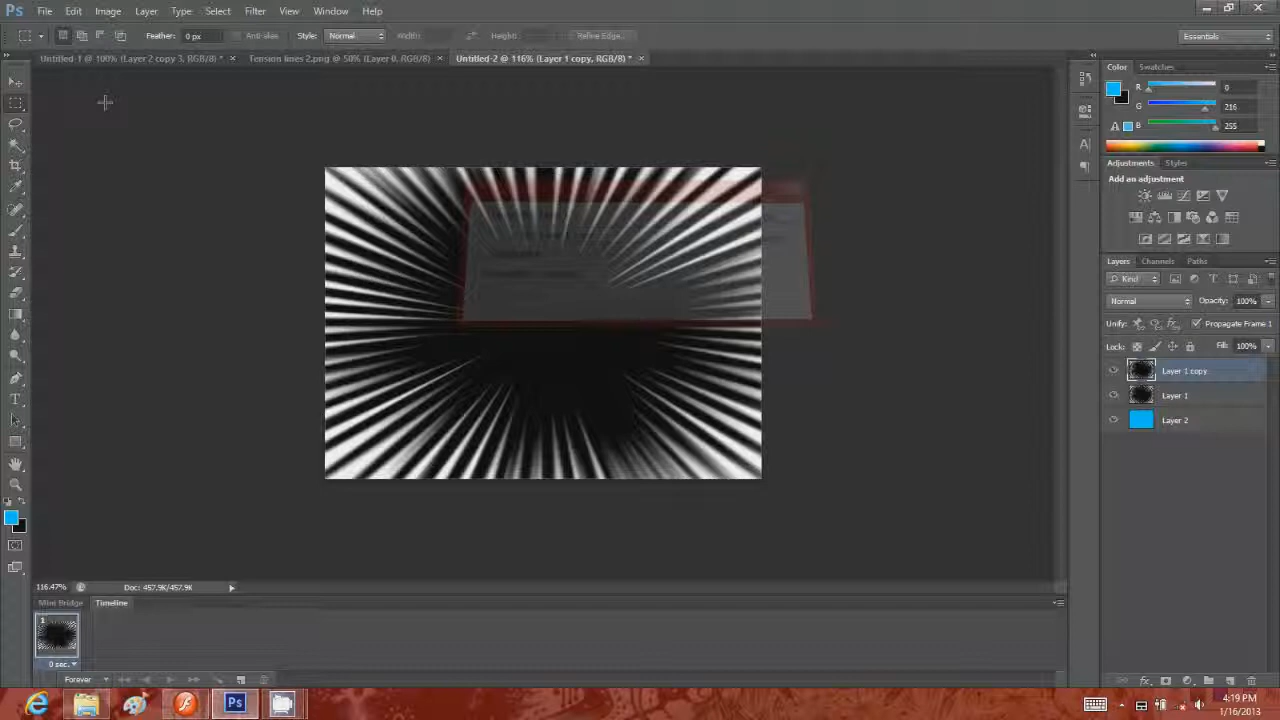 Ps File Edit Image Layer Type Select Filter View Window Help
Feather: 0 px Anti-alias Style: Normal Width: Height: Refine Edge... Essentials
Untitled-1 @ 100% (Layer 2 copy 3, RGB/8) * × Tension lines 2.png @ 50% (Layer 0, RGB/8) × Untitled-2 @ 116% (Layer 1 copy, RGB/8) * ×
Color Swatches
R 0
G 216
B 255
Adjustments Styles
Add an adjustment
Layers Channels Paths
Kind
Normal Opacity: 100%
Unify: Propagate Frame 1
Lock: Fill: 100%
Layer 1 copy
Layer 1
Layer 2
116.47% Doc: 457.9K/457.9K
Mini Bridge Timeline
1
0 sec.
Forever
Ps
4:19 PM
1/16/2013